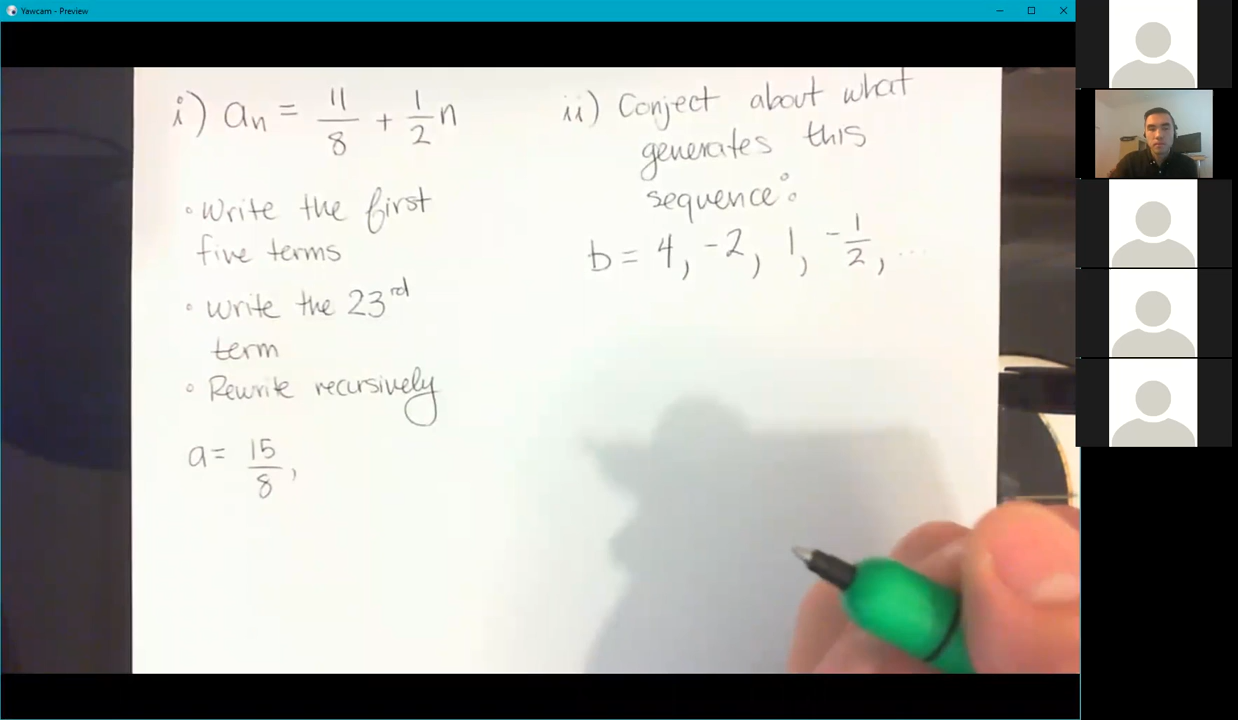 Yawcam - Preview
i) aₙ = 11/8 + 1/2 n
• Write the first
five terms
• Write the 23rd
term
• Rewrite recursively
a = 15/8,
ii) Conject about what
generates this
sequence:
b = 4, -2, 1, -1/2, ...